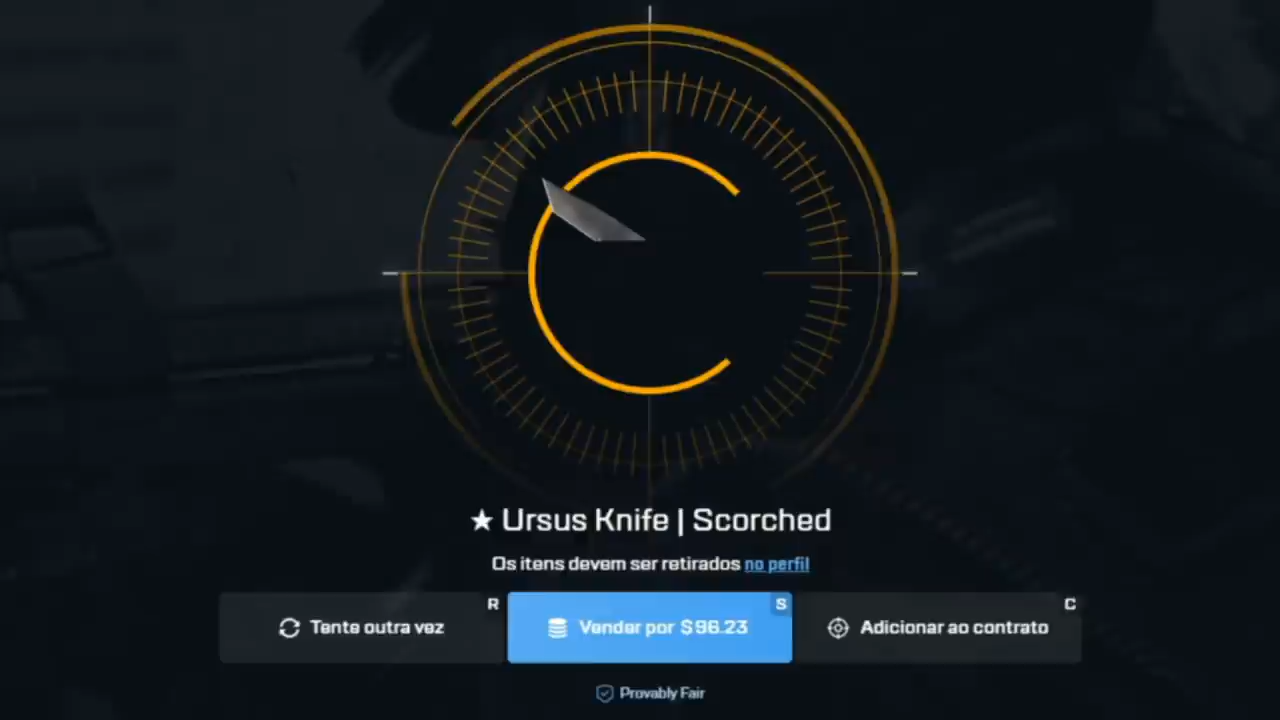 ★ Ursus Knife | Scorched
Os itens devem ser retirados no perfil
R
Tente outra vez
S
Vender por $96.23
C
Adicionar ao contrato
Provably Fair